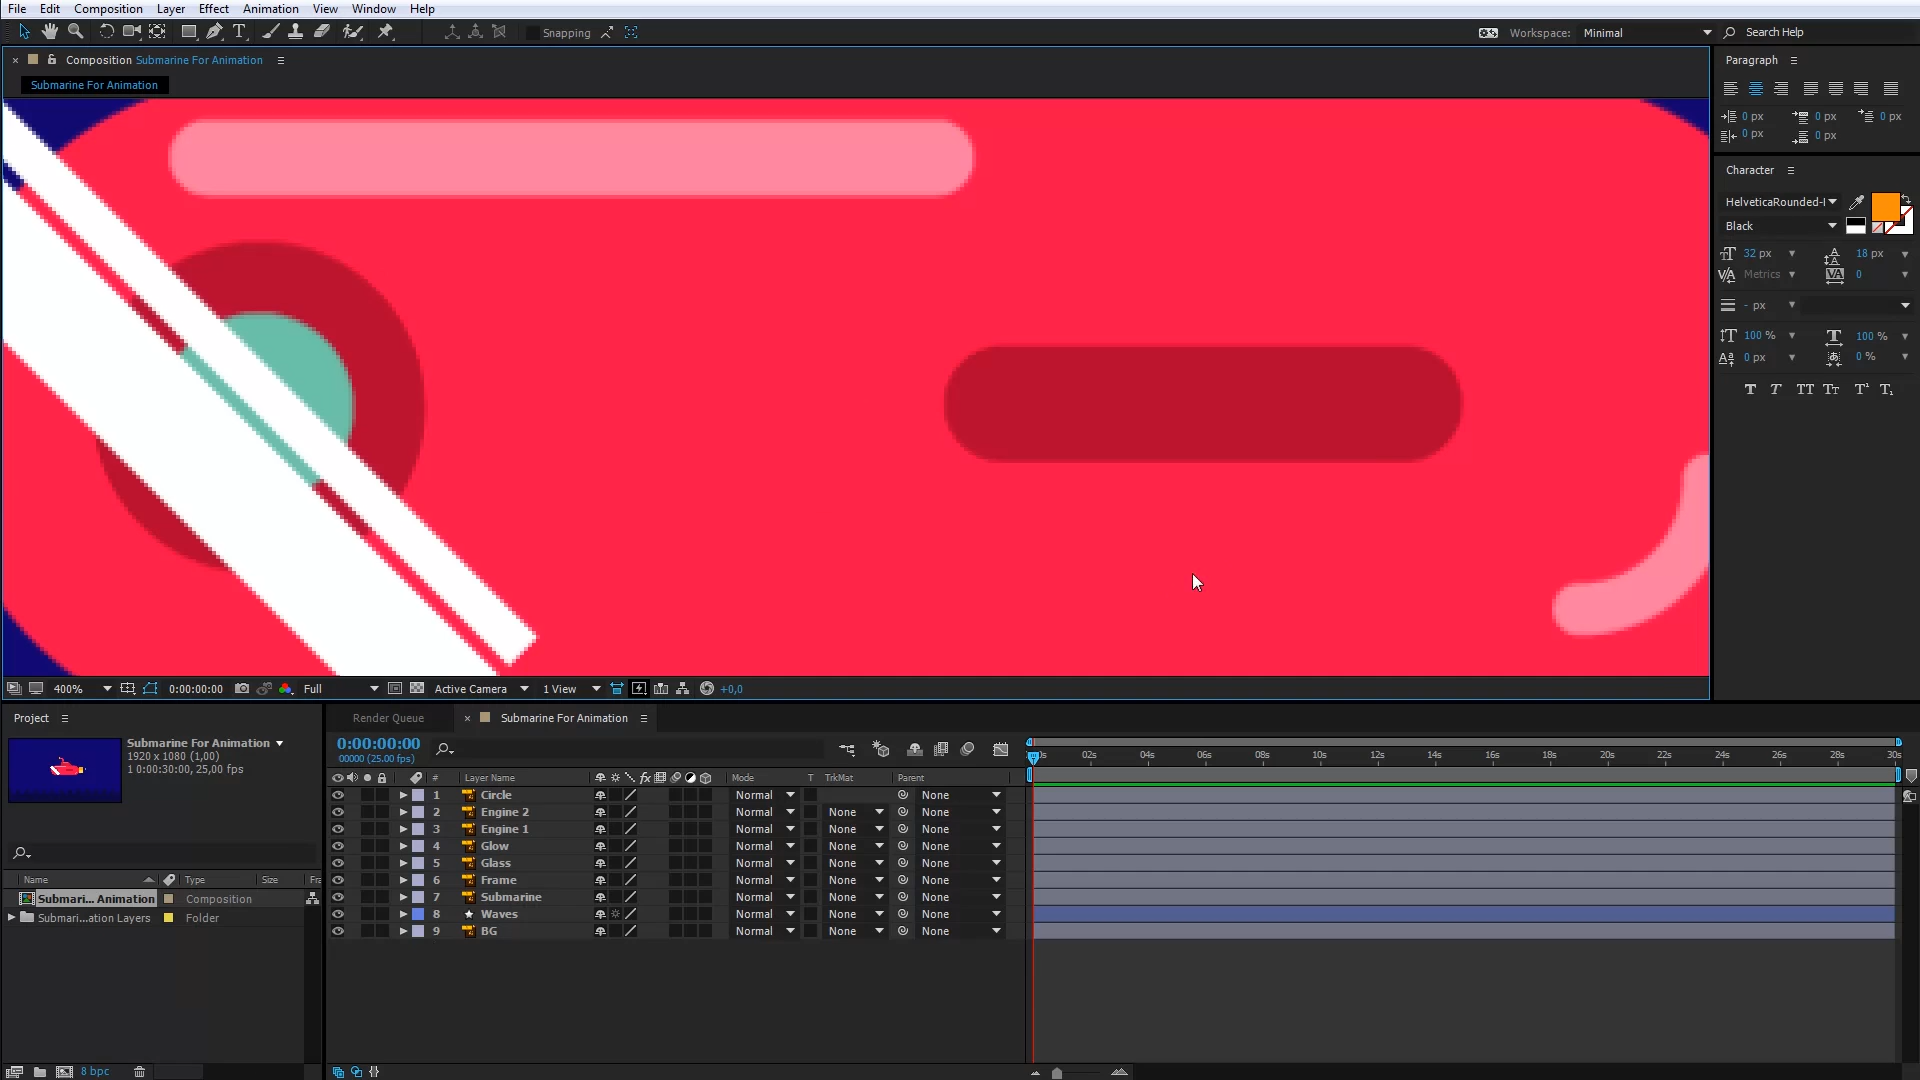 File Edit Composition Layer Effect Animation View Window Help
Snapping Workspace: Minimal Search Help
Composition Submarine For Animation
Submarine For Animation
Paragraph
0 px 0 px 0 px
0 px 0 px
Character
HelveticaRounded-
Black
32 px 18 px
Metrics 0
- px
100 % 100 %
0 px 0 %
400% 0:00:00:00 Full Active Camera 1 View +0,0
Project
Submarine For Animation
1920 x 1080 (1,00)
1 0:00:30:00, 25,00 fps
Name Type Size
Submari... Animation Composition
Submari...ation Layers Folder
8 bpc
Render Queue Submarine For Animation
0:00:00:00
00000 (25.00 fps)
02s 04s 06s 08s 10s 12s 14s 16s 18s 20s 22s 24s 26s 28s 30s
# Layer Name Mode T TrkMat Parent
1 Circle Normal None
2 Engine 2 Normal None None
3 Engine 1 Normal None None
4 Glow Normal None None
5 Glass Normal None None
6 Frame Normal None None
7 Submarine Normal None None
8 Waves Normal None None
9 BG Normal None None